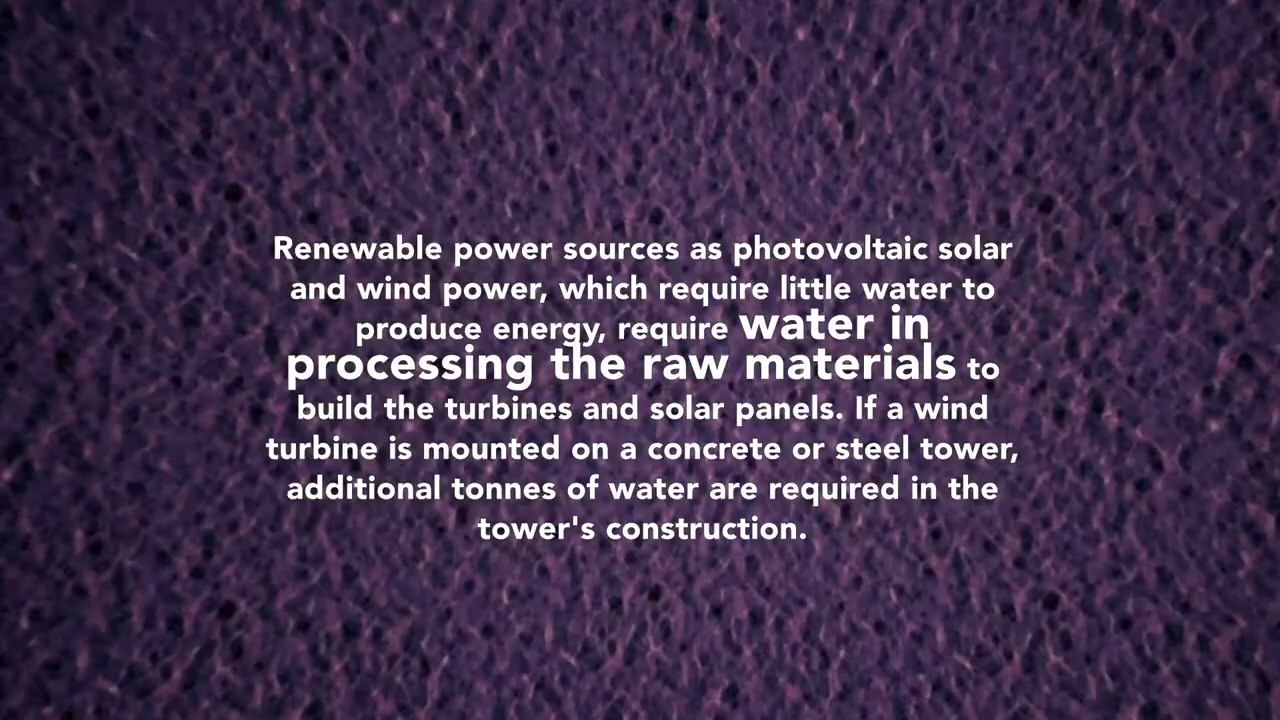 Renewable power sources as photovoltaic solar
and wind power, which require little water to
produce energy, require water in
processing the raw materials to
build the turbines and solar panels. If a wind
turbine is mounted on a concrete or steel tower,
additional tonnes of water are required in the
tower's construction.